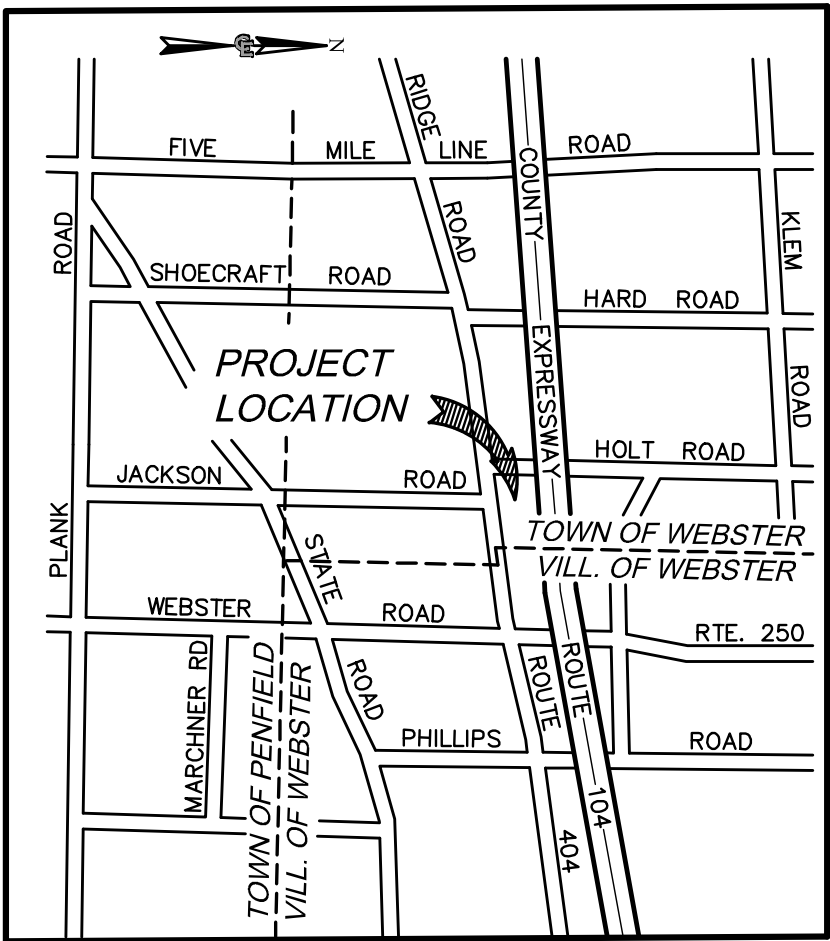 N
RIDGE
FIVE MILE LINE ROAD
COUNTY
ROAD
ROAD
KLEM
SHOECRAFT ROAD
HARD ROAD
EXPRESSWAY
PROJECT
LOCATION
ROAD
HOLT ROAD
JACKSON ROAD
PLANK
STATE
TOWN OF WEBSTER
VILL. OF WEBSTER
WEBSTER ROAD
RTE. 250
MARCHNER RD
ROAD
ROUTE
ROUTE
TOWN OF PENFIELD
VILL. OF WEBSTER
PHILLIPS ROAD
104
404